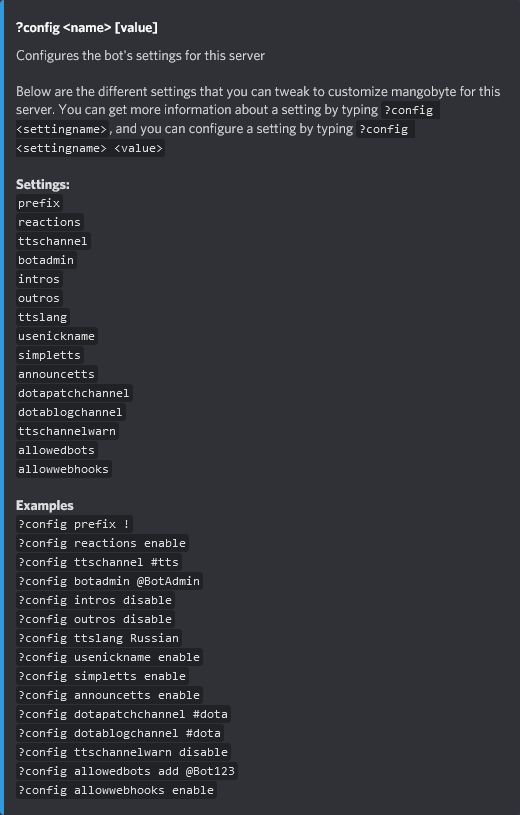 ?config <name> [value]
Configures the bot's settings for this server
Below are the different settings that you can tweak to customize mangobyte for this
server. You can get more information about a setting by typing ?config
<settingname>, and you can configure a setting by typing ?config
<settingname> <value>
Settings:
prefix
reactions
ttschannel
botadmin
intros
outros
ttslang
usenickname
simpletts
announcetts
dotapatchchannel
dotablogchannel
ttschannelwarn
allowedbots
allowwebhooks
Examples
?config prefix !
?config reactions enable
?config ttschannel #tts
?config botadmin @BotAdmin
?config intros disable
?config outros disable
?config ttslang Russian
?config usenickname enable
?config simpletts enable
?config announcetts enable
?config dotapatchchannel #dota
?config dotablogchannel #dota
?config ttschannelwarn disable
?config allowedbots add @Bot123
?config allowwebhooks enable